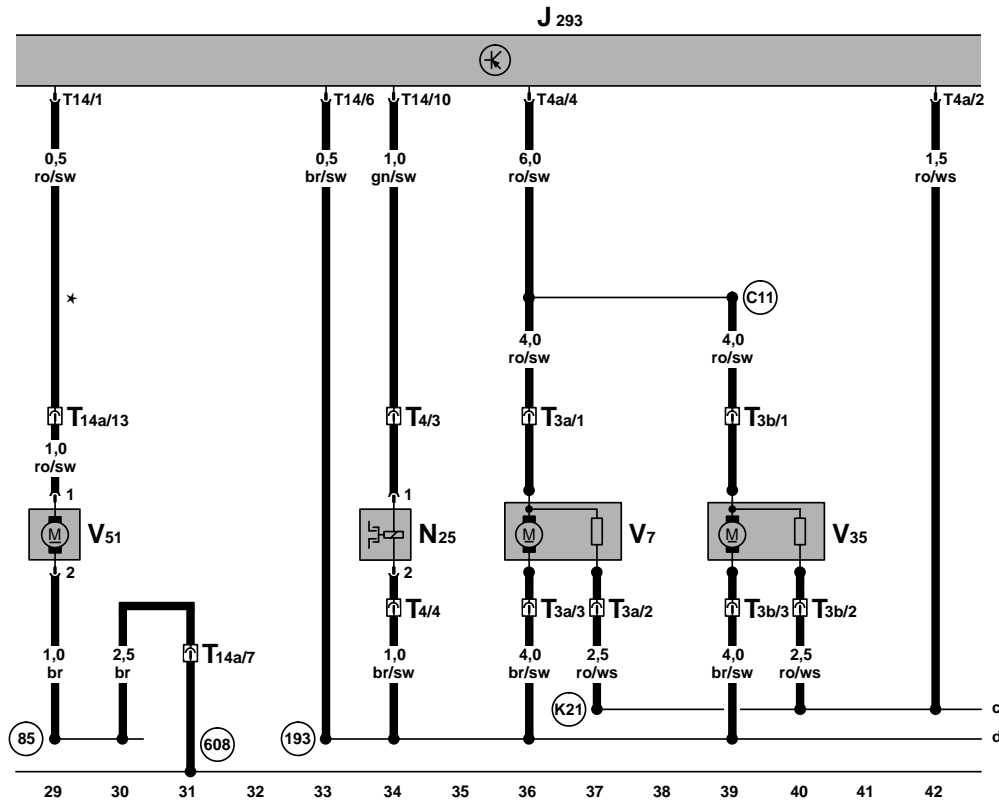 J 293
T14/1 T14/6 T14/10 T4a/4 T4a/2
0,5 0,5 1,0 6,0 1,5
ro/sw br/sw gn/sw ro/sw ro/ws
*
C11
4,0 4,0
ro/sw ro/sw
T14a/13 T4/3 T3a/1 T3b/1
1,0
ro/sw
1 1
M V51 N25 M V7 M V35
2 2
T4/4 T3a/3 T3a/2 T3b/3 T3b/2
T14a/7
1,0 2,5 1,0 4,0 2,5 4,0 2,5
br br br/sw br/sw ro/ws br/sw ro/ws
K21 c
85 608 193 d
29 30 31 32 33 34 35 36 37 38 39 40 41 42